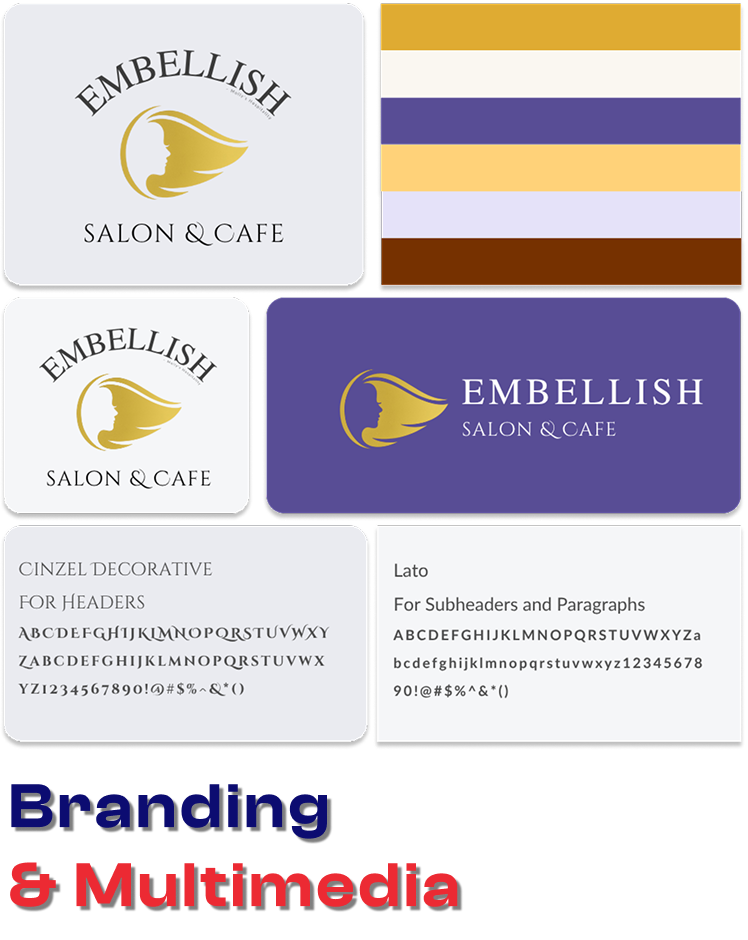 EMBELLISH
SALON & CAFE
EMBELLISH
SALON & CAFE
EMBELLISH
SALON & CAFE
CINZEL DECORATIVE
FOR HEADERS
ABCDEFGHIJKLMNOPQRSTUVWXY
ZABCDEFGHIJKLMNOPQRSTUVWX
YZ1234567890!@#$%^&*()
Lato
For Subheaders and Paragraphs
ABCDEFGHIJKLMNOPQRSTUVWXYZa
bcdefghijklmnopqrstuvwxyz12345678
90!@#$%^&*()
Branding
& Multimedia